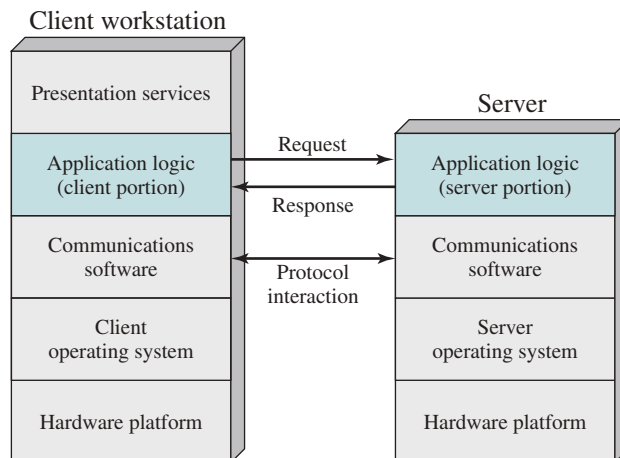 Client workstation
Presentation services
Application logic
(client portion)
Communications
software
Client
operating system
Hardware platform
Request
Response
Protocol
interaction
Server
Application logic
(server portion)
Communications
software
Server
operating system
Hardware platform